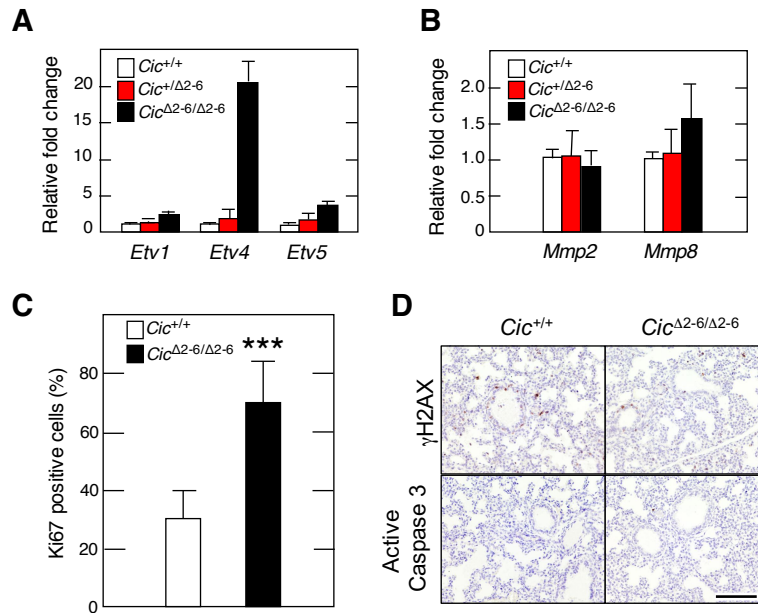 A
Relative fold change
20
15
10
5
0
Cic+/+
Cic+/Δ2-6
CicΔ2-6/Δ2-6
Etv1 Etv4 Etv5
B
Relative fold change
2.0
1.5
1.0
0.5
0
Cic+/+
Cic+/Δ2-6
CicΔ2-6/Δ2-6
Mmp2 Mmp8
C
Ki67 positive cells (%)
80
60
40
20
0
Cic+/+
CicΔ2-6/Δ2-6
***
D
Cic+/+ CicΔ2-6/Δ2-6
γH2AX
Active
Caspase 3